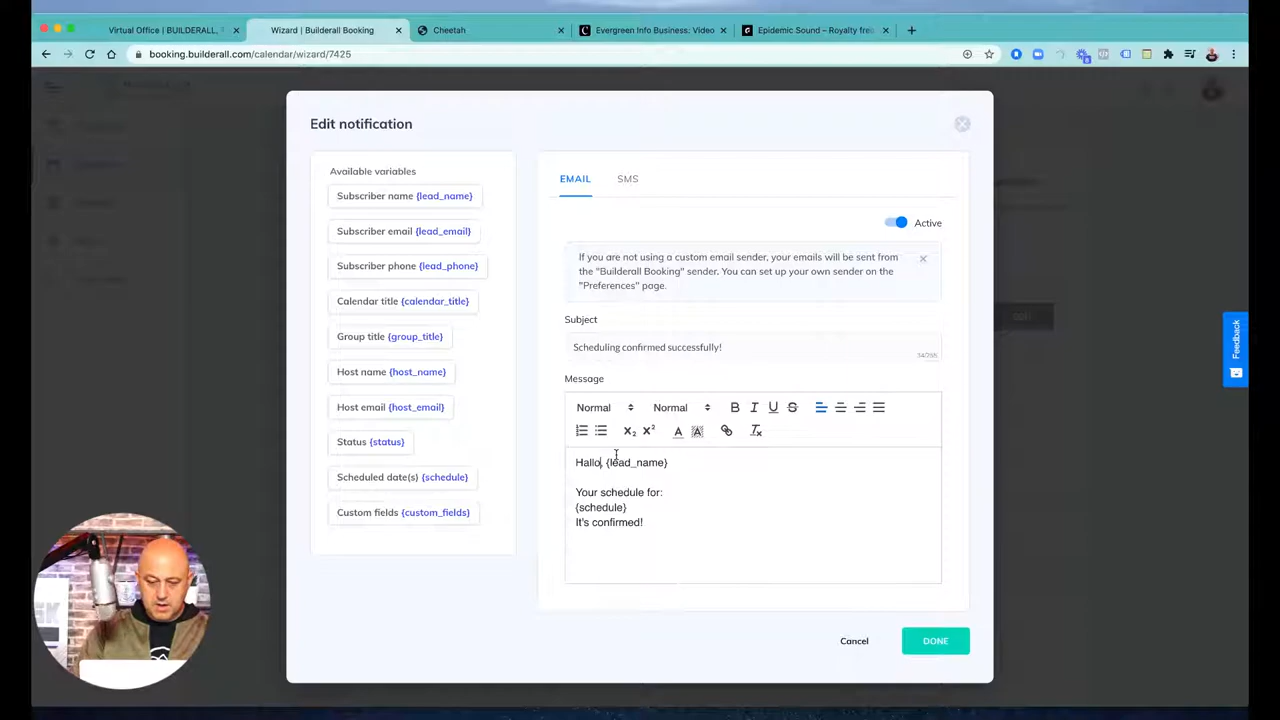 Virtual Office | BUILDERALL,
Wizard | Builderall Booking
Cheetah
Evergreen Info Business: Video
Epidemic Sound – Royalty frei
booking.builderall.com/calendar/wizard/7425
Edit notification
Available variables
Subscriber name {lead_name}
Subscriber email {lead_email}
Subscriber phone {lead_phone}
Calendar title {calendar_title}
Group title {group_title}
Host name {host_name}
Host email {host_email}
Status {status}
Scheduled date(s) {schedule}
Custom fields {custom_fields}
EMAIL
SMS
Active
If you are not using a custom email sender, your emails will be sent from
the "Builderall Booking" sender. You can set up your own sender on the
"Preferences" page.
Subject
Scheduling confirmed successfully!
34/255
Message
Normal
Normal
Hallo, {lead_name}
Your schedule for:
{schedule}
It's confirmed!
Cancel
DONE
Feedback